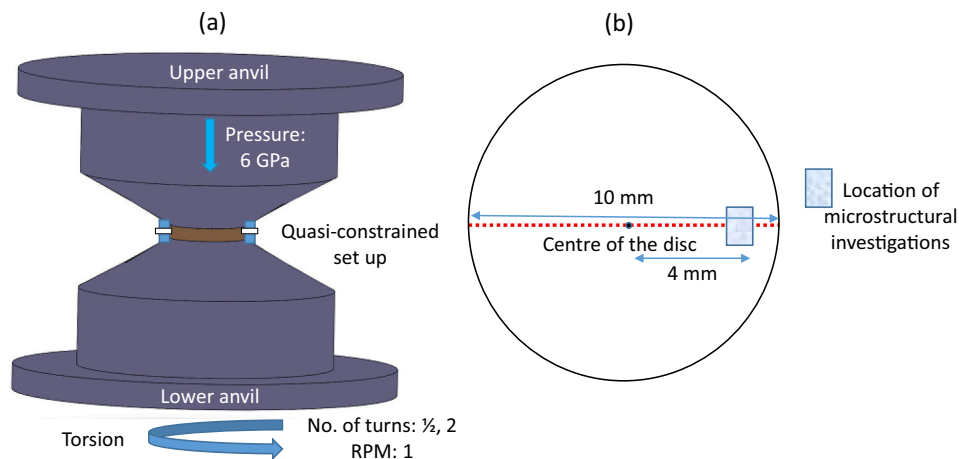 (a)
Upper anvil
Pressure:
6 GPa
Quasi-constrained
set up
Lower anvil
Torsion
No. of turns: ½, 2
RPM: 1
(b)
10 mm
Centre of the disc
4 mm
Location of
microstructural
investigations